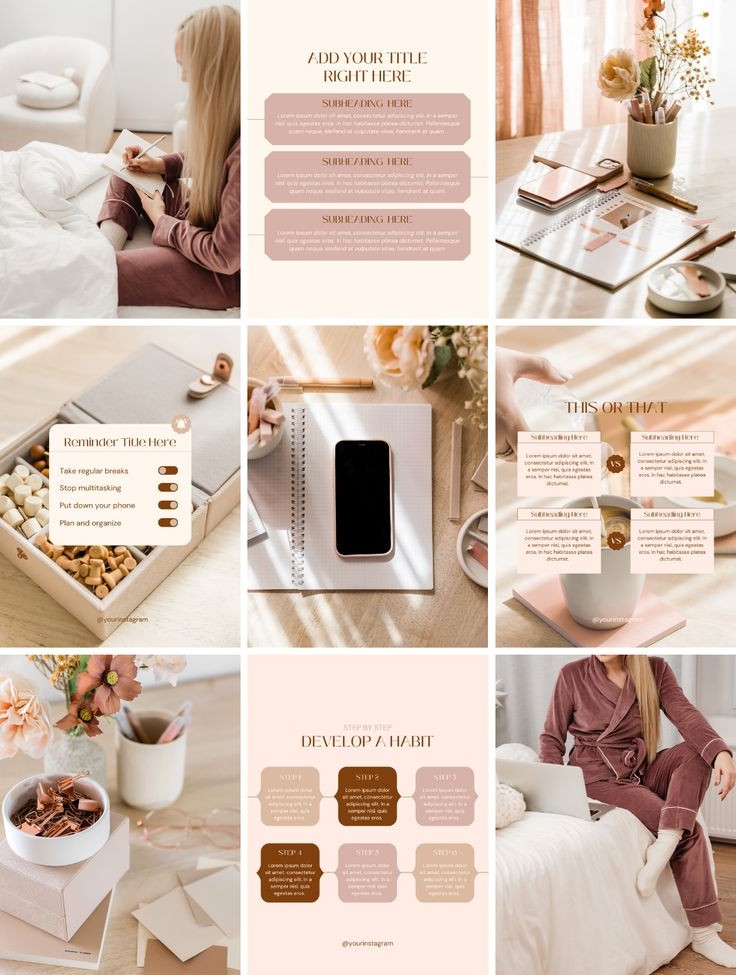 ADD YOUR TITLE
RIGHT HERE
SUBHEADING HERE
Lorem ipsum dolor sit amet, consectetur adipiscing elit. In a semper
nisl, quis egestas eros. In hac habitasse platea dictumst. Pellentesque
quam neque, eleifend at vulputate vitae, hendrerit at quam.
SUBHEADING HERE
Lorem ipsum dolor sit amet, consectetur adipiscing elit. In a semper
nisl, quis egestas eros. In hac habitasse platea dictumst. Pellentesque
quam neque, eleifend at vulputate vitae, hendrerit at quam.
SUBHEADING HERE
Lorem ipsum dolor sit amet, consectetur adipiscing elit. In a semper
nisl, quis egestas eros. In hac habitasse platea dictumst. Pellentesque
quam neque, eleifend at vulputate vitae, hendrerit at quam.
Reminder Title Here
Take regular breaks
Stop multitasking
Put down your phone
Plan and organize
@yourinstagram
THIS OR THAT
Subheading Here
Lorem ipsum dolor sit amet,
consectetur adipiscing elit. In
a semper nisl, quis egestas
eros. In hac habitasse platea
dictumst.
VS
Subheading Here
Lorem ipsum dolor sit amet,
consectetur adipiscing elit. In
a semper nisl, quis egestas
eros. In hac habitasse platea
dictumst.
Subheading Here
Lorem ipsum dolor sit amet,
consectetur adipiscing elit. In
a semper nisl, quis egestas
eros. In hac habitasse platea
dictumst.
VS
Subheading Here
Lorem ipsum dolor sit amet,
consectetur adipiscing elit. In
a semper nisl, quis egestas
eros. In hac habitasse platea
dictumst.
@yourinstagram
STEP BY STEP
DEVELOP A HABIT
STEP 1
Lorem ipsum dolor
sit amet, consectetur
adipiscing elit. In a
semper nisl, quis
egestas eros.
STEP 2
Lorem ipsum dolor
sit amet, consectetur
adipiscing elit. In a
semper nisl, quis
egestas eros.
STEP 3
Lorem ipsum dolor
sit amet, consectetur
adipiscing elit. In a
semper nisl, quis
egestas eros.
STEP 4
Lorem ipsum dolor
sit amet, consectetur
adipiscing elit. In a
semper nisl, quis
egestas eros.
STEP 5
Lorem ipsum dolor
sit amet, consectetur
adipiscing elit. In a
semper nisl, quis
egestas eros.
STEP 6
Lorem ipsum dolor
sit amet, consectetur
adipiscing elit. In a
semper nisl, quis
egestas eros.
@yourinstagram